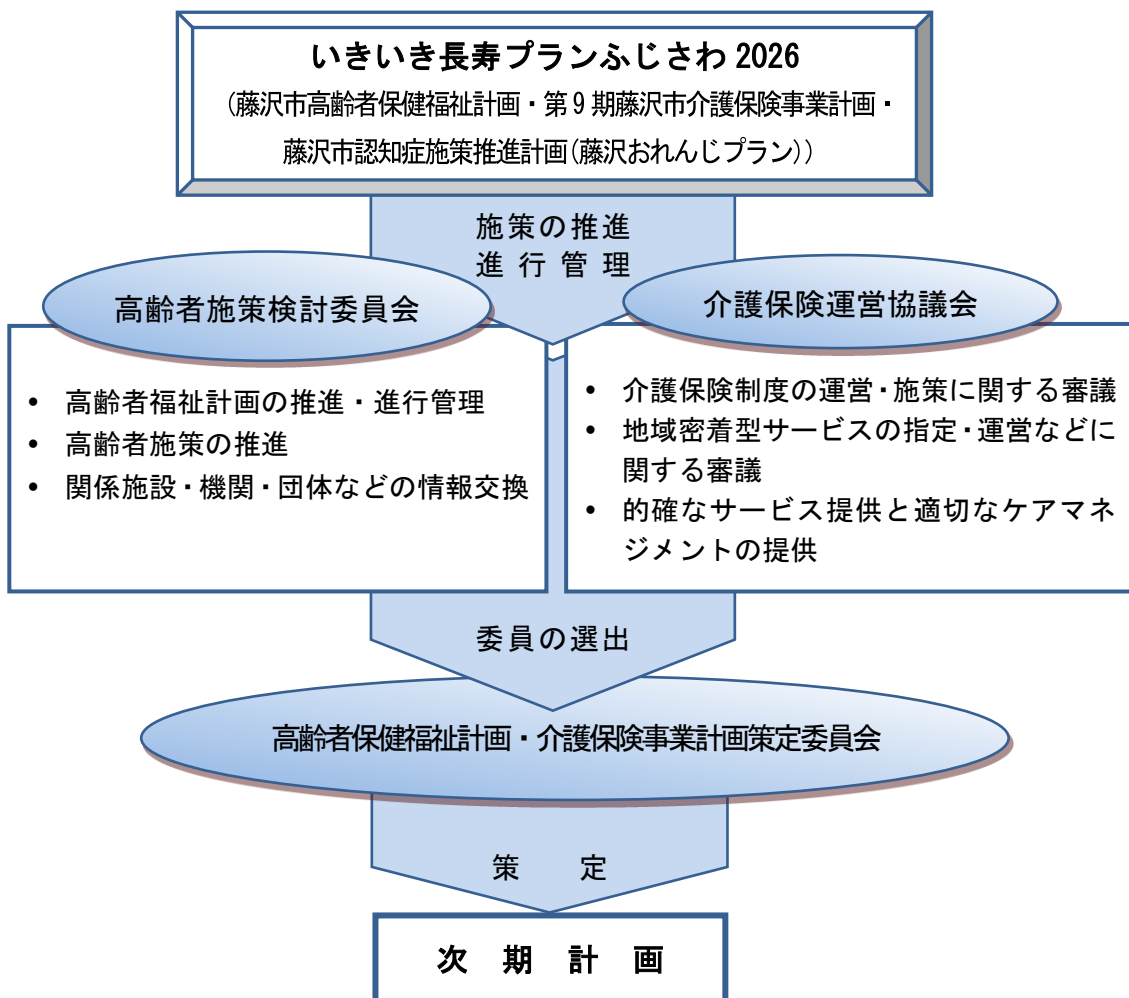 いきいき長寿プランふじさわ 2026
(藤沢市高齢者保健福祉計画・第9期藤沢市介護保険事業計画・
藤沢市認知症施策推進計画(藤沢おれんじプラン))
施策の推進
進行管理
高齢者施策検討委員会
• 高齢者福祉計画の推進・進行管理
• 高齢者施策の推進
• 関係施設・機関・団体などの情報交換
介護保険運営協議会
• 介護保険制度の運営・施策に関する審議
• 地域密着型サービスの指定・運営などに
関する審議
• 的確なサービス提供と適切なケアマネ
ジメントの提供
委員の選出
高齢者保健福祉計画・介護保険事業計画策定委員会
策 定
次 期 計 画